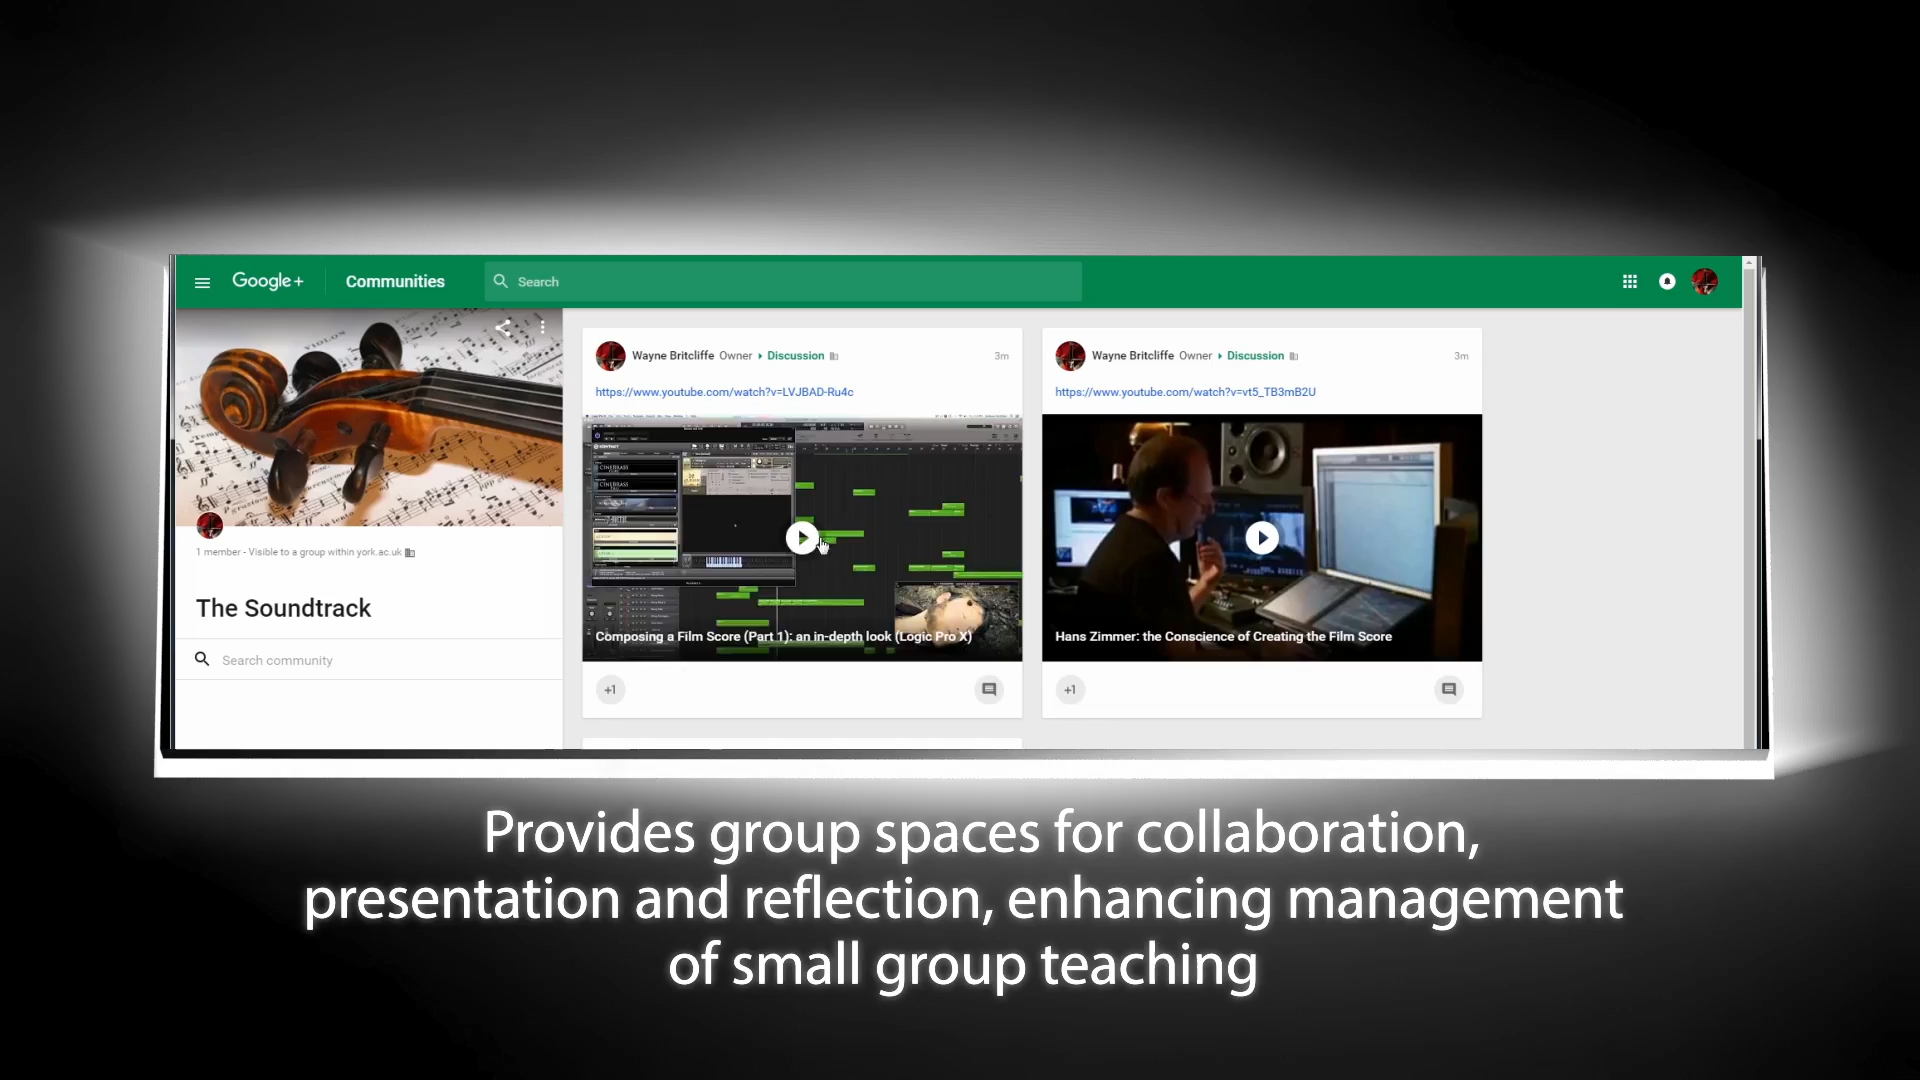 Google+ Communities Search
Wayne Britcliffe Owner Discussion 3m
https://www.youtube.com/watch?v=LVJBAD-Ru4c
Composing a Film Score (Part 1): an in-depth look (Logic Pro X)
+1
Wayne Britcliffe Owner Discussion 3m
https://www.youtube.com/watch?v=vt5_TB3mB2U
Hans Zimmer: the Conscience of Creating the Film Score
+1
1 member - Visible to a group within york.ac.uk
The Soundtrack
Search community
Provides group spaces for collaboration,
presentation and reflection, enhancing management
of small group teaching